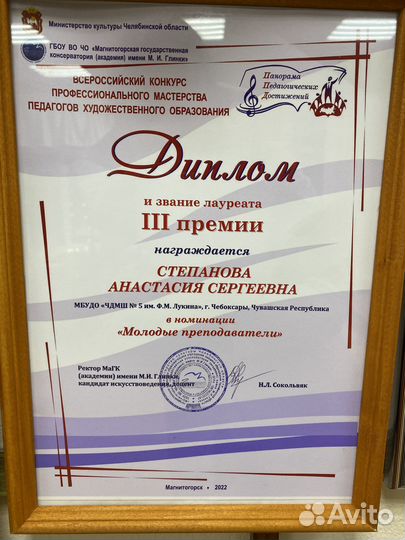 Министерство культуры Челябинской области
ГБОУ ВО ЧО «Магнитогорская государственная
консерватория (академия) имени М. И. Глинки»
ВСЕРОССИЙСКИЙ КОНКУРС
ПРОФЕССИОНАЛЬНОГО МАСТЕРСТВА
ПЕДАГОГОВ ХУДОЖЕСТВЕННОГО ОБРАЗОВАНИЯ
Панорама
Педагогических
Достижений
Диплом
и звание лауреата
III премии
награждается
СТЕПАНОВА
АНАСТАСИЯ СЕРГЕЕВНА
МБУДО «ЧДМШ № 5 им. Ф.М. Лукина», г. Чебоксары, Чувашская Республика
в номинации
«Молодые преподаватели»
Ректор МаГК
(академии) имени М.И. Глинки,
кандидат искусствоведения, доцент
Н.Л. Сокольвяк
Магнитогорск • 2022
Avito